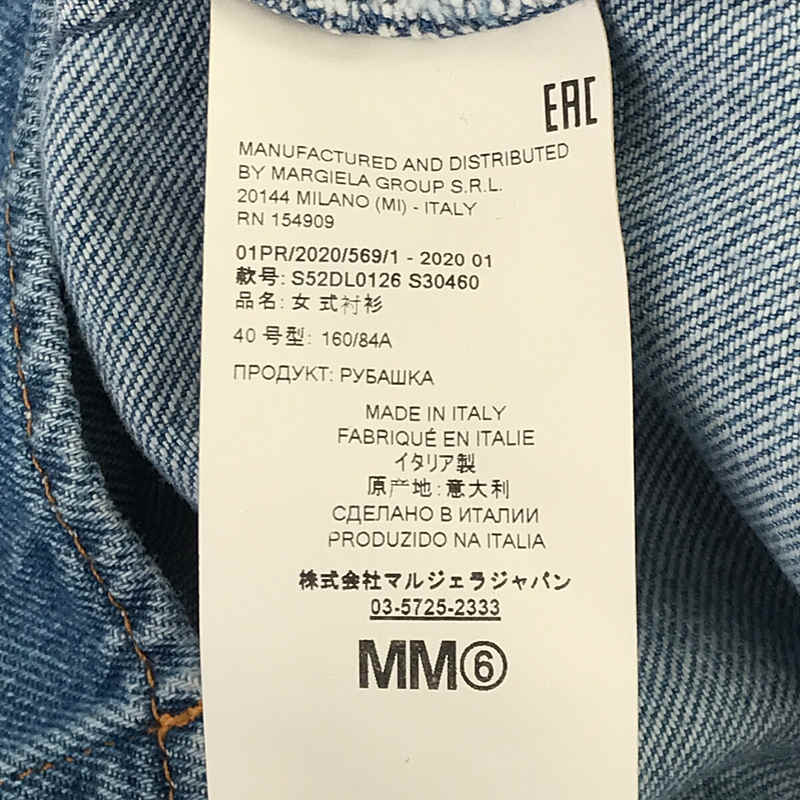 EAC
MANUFACTURED AND DISTRIBUTED
BY MARGIELA GROUP S.R.L.
20144 MILANO (MI) - ITALY
RN 154909
01PR/2020/569/1 - 2020 01
款号: S52DL0126 S30460
品名: 女 式衬衫
40 号型: 160/84A
ПРОДУКТ: РУБАШКА
MADE IN ITALY
FABRIQUÉ EN ITALIE
イタリア製
原产地:意大利
СДЕЛАНО В ИТАЛИИ
PRODUZIDO NA ITALIA
株式会社マルジェラジャパン
03-5725-2333
MM⑥